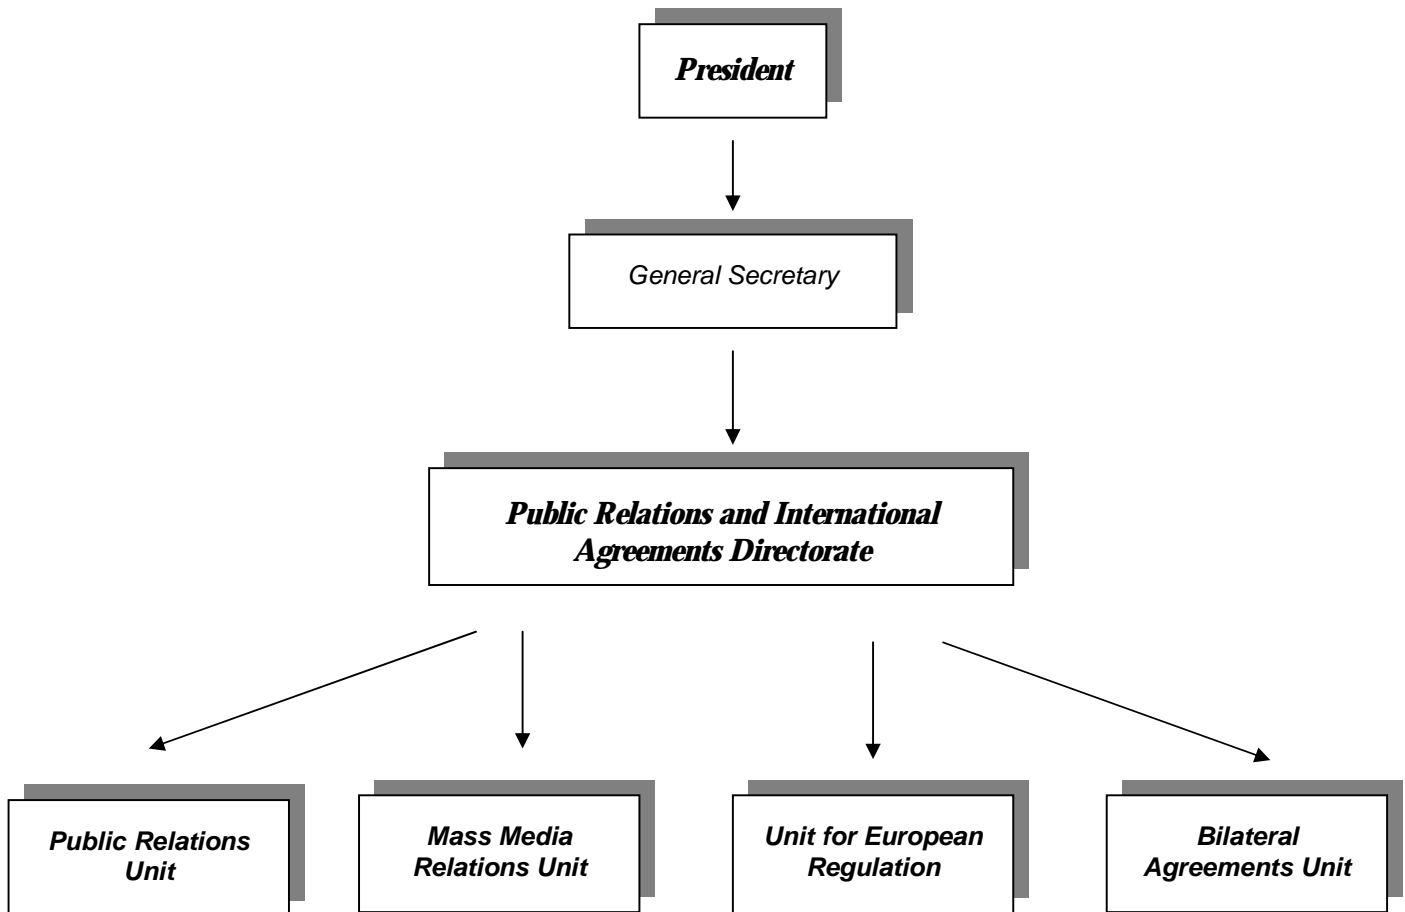 President
General Secretary
Public Relations and International
Agreements Directorate
Public Relations
Unit
Mass Media
Relations Unit
Unit for European
Regulation
Bilateral
Agreements Unit